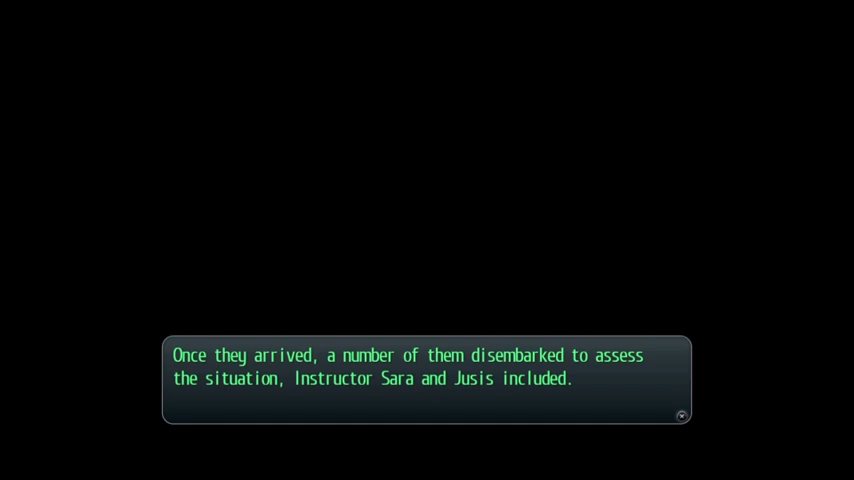 Once they arrived, a number of them disembarked to assess
the situation, Instructor Sara and Jusis included.